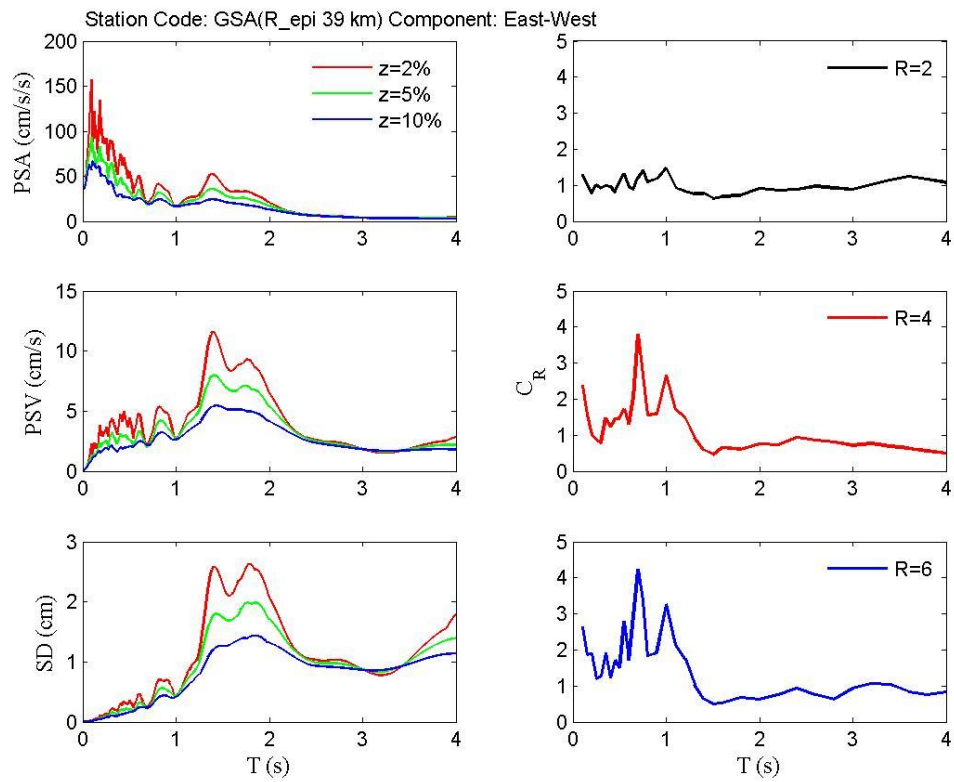 Station Code: GSA(R_epi 39 km) Component: East-West
PSA (cm/s/s)
200
150
100
50
0
0 1 2 3 4
z=2%
z=5%
z=10%
5
4
3
2
1
0
0 1 2 3 4
R=2
PSV (cm/s)
15
10
5
0
0 1 2 3 4
C_R
5
4
3
2
1
0
0 1 2 3 4
R=4
SD (cm)
3
2
1
0
0 1 2 3 4
T (s)
5
4
3
2
1
0
0 1 2 3 4
R=6
T (s)